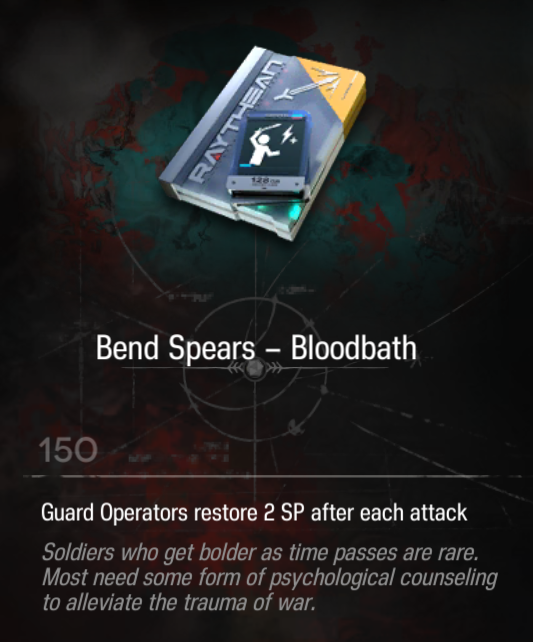 RAYTHEAN
128
Bend Spears – Bloodbath
150
Guard Operators restore 2 SP after each attack
Soldiers who get bolder as time passes are rare.
Most need some form of psychological counseling
to alleviate the trauma of war.